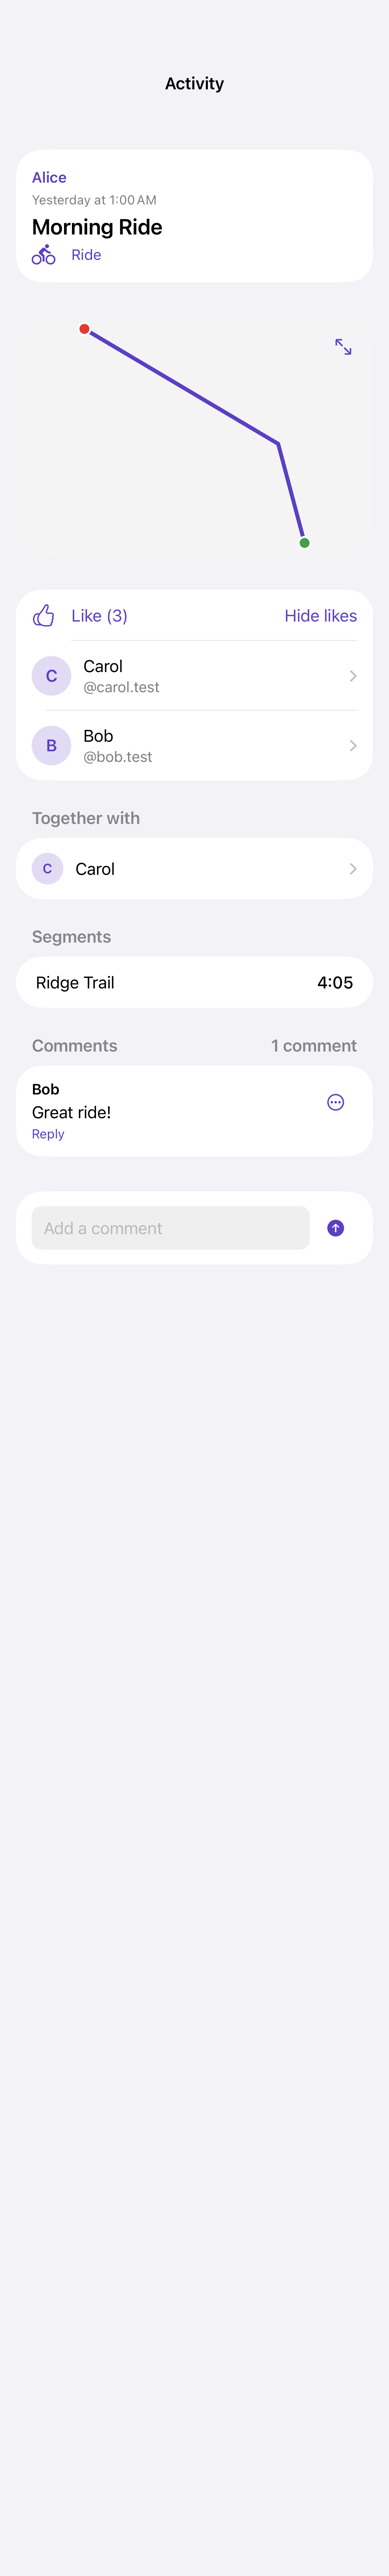 Activity
Alice
Yesterday at 1:00 AM
Morning Ride
Ride
Like (3)
Hide likes
C
Carol
@carol.test
B
Bob
@bob.test
Together with
C
Carol
Segments
Ridge Trail
4:05
Comments
1 comment
Bob
Great ride!
Reply
Add a comment